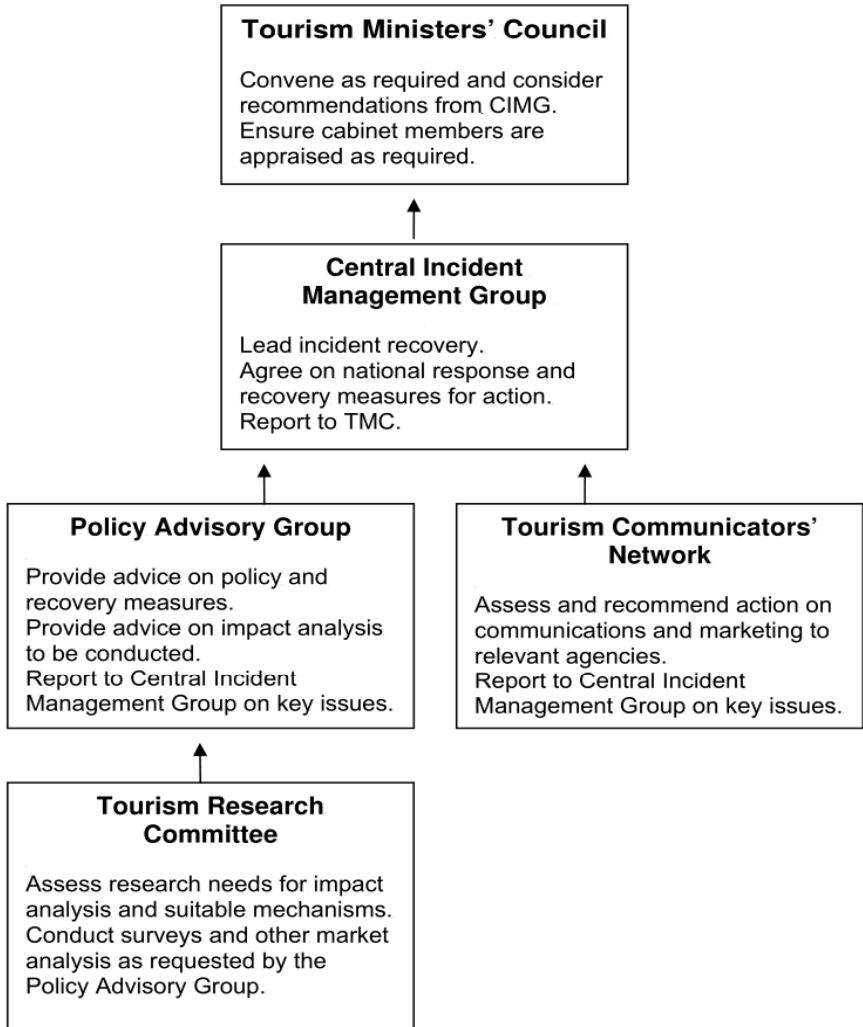 Tourism Ministers' Council
Convene as required and consider
recommendations from CIMG.
Ensure cabinet members are
appraised as required.
Central Incident
Management Group
Lead incident recovery.
Agree on national response and
recovery measures for action.
Report to TMC.
Policy Advisory Group
Provide advice on policy and
recovery measures.
Provide advice on impact analysis
to be conducted.
Report to Central Incident
Management Group on key issues.
Tourism Communicators'
Network
Assess and recommend action on
communications and marketing to
relevant agencies.
Report to Central Incident
Management Group on key issues.
Tourism Research
Committee
Assess research needs for impact
analysis and suitable mechanisms.
Conduct surveys and other market
analysis as requested by the
Policy Advisory Group.